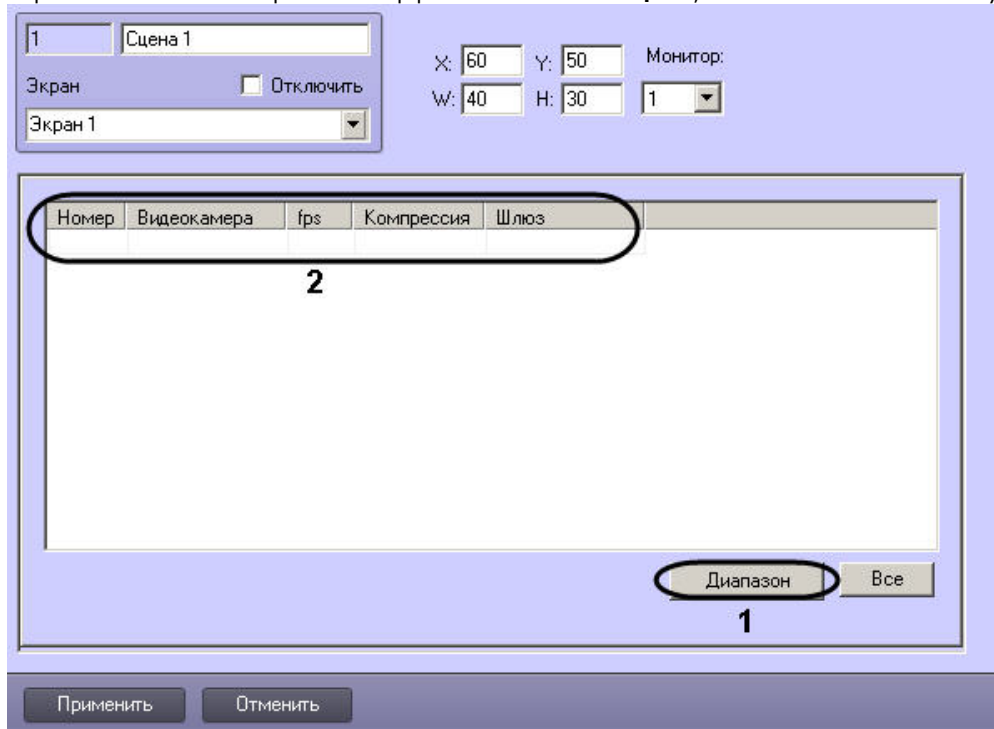 1 Сцена 1
X: 60 Y: 50 Монитор:
Экран Отключить
W: 40 H: 30 1
Экран 1
Номер Видеокамера fps Компрессия Шлюз
2
Диапазон Все
1
Применить Отменить